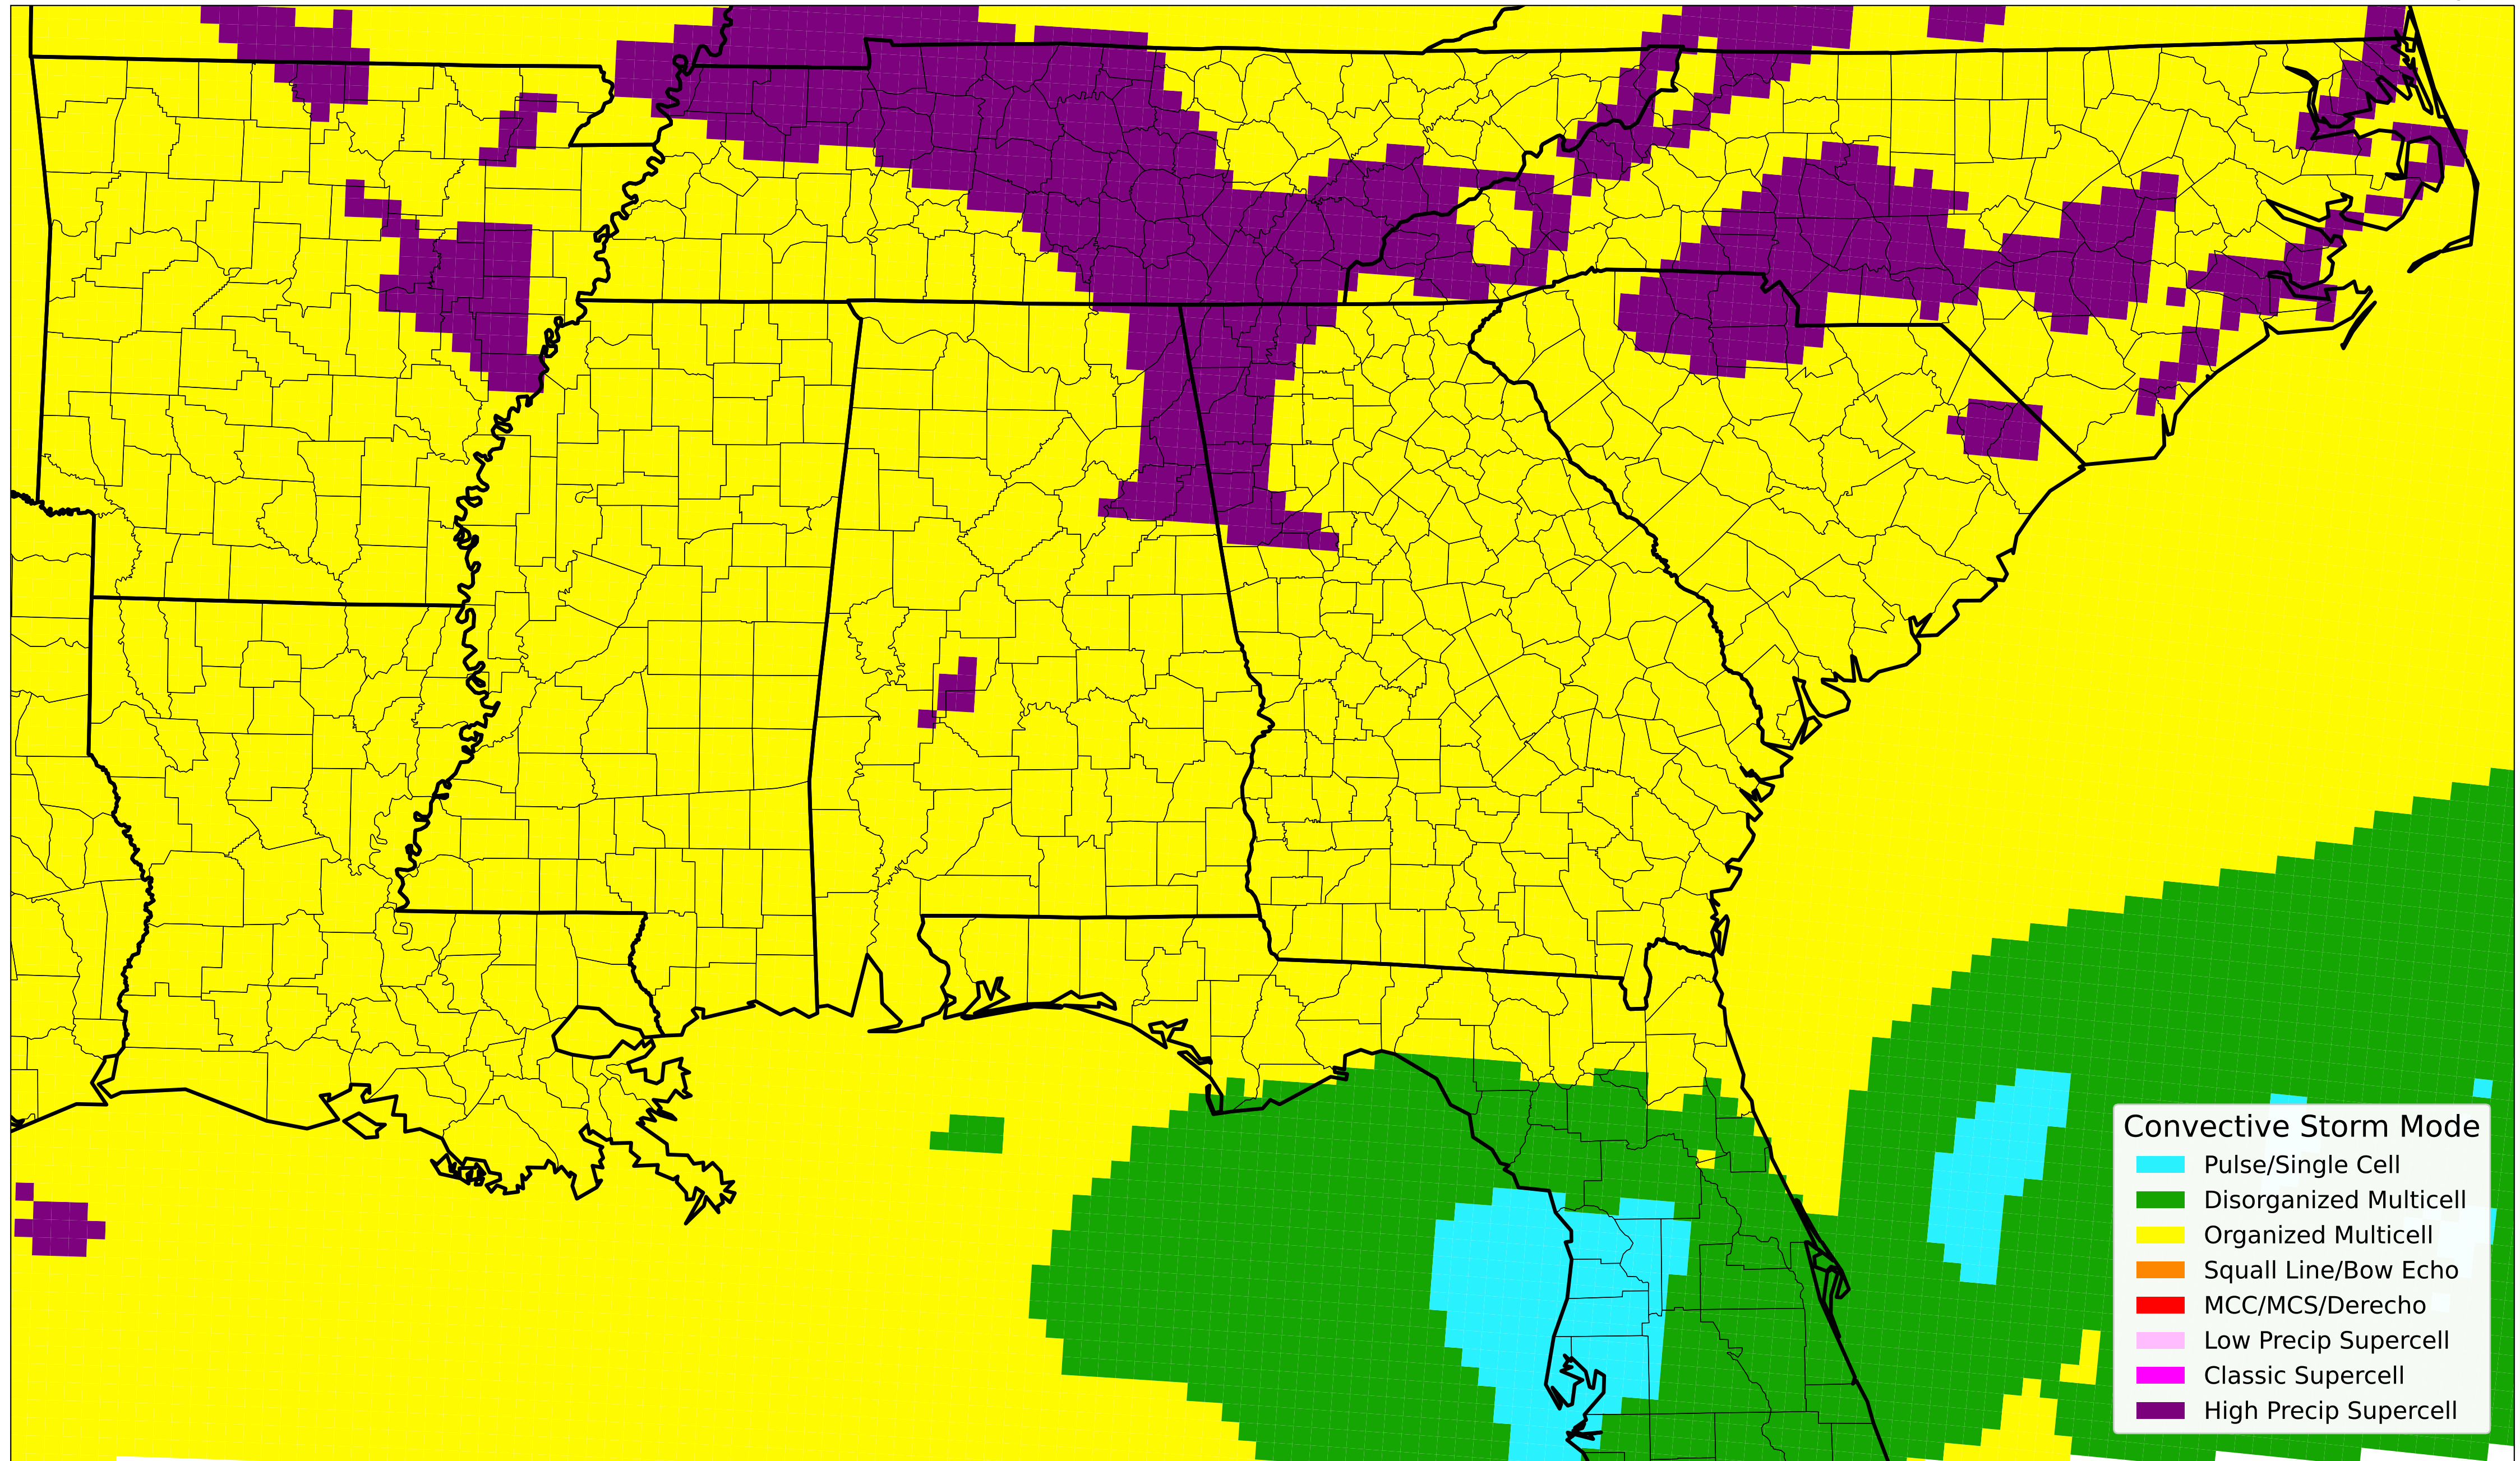 Convective Storm Mode
Pulse/Single Cell
Disorganized Multicell
Organized Multicell
Squall Line/Bow Echo
MCC/MCS/Derecho
Low Precip Supercell
Classic Supercell
High Precip Supercell